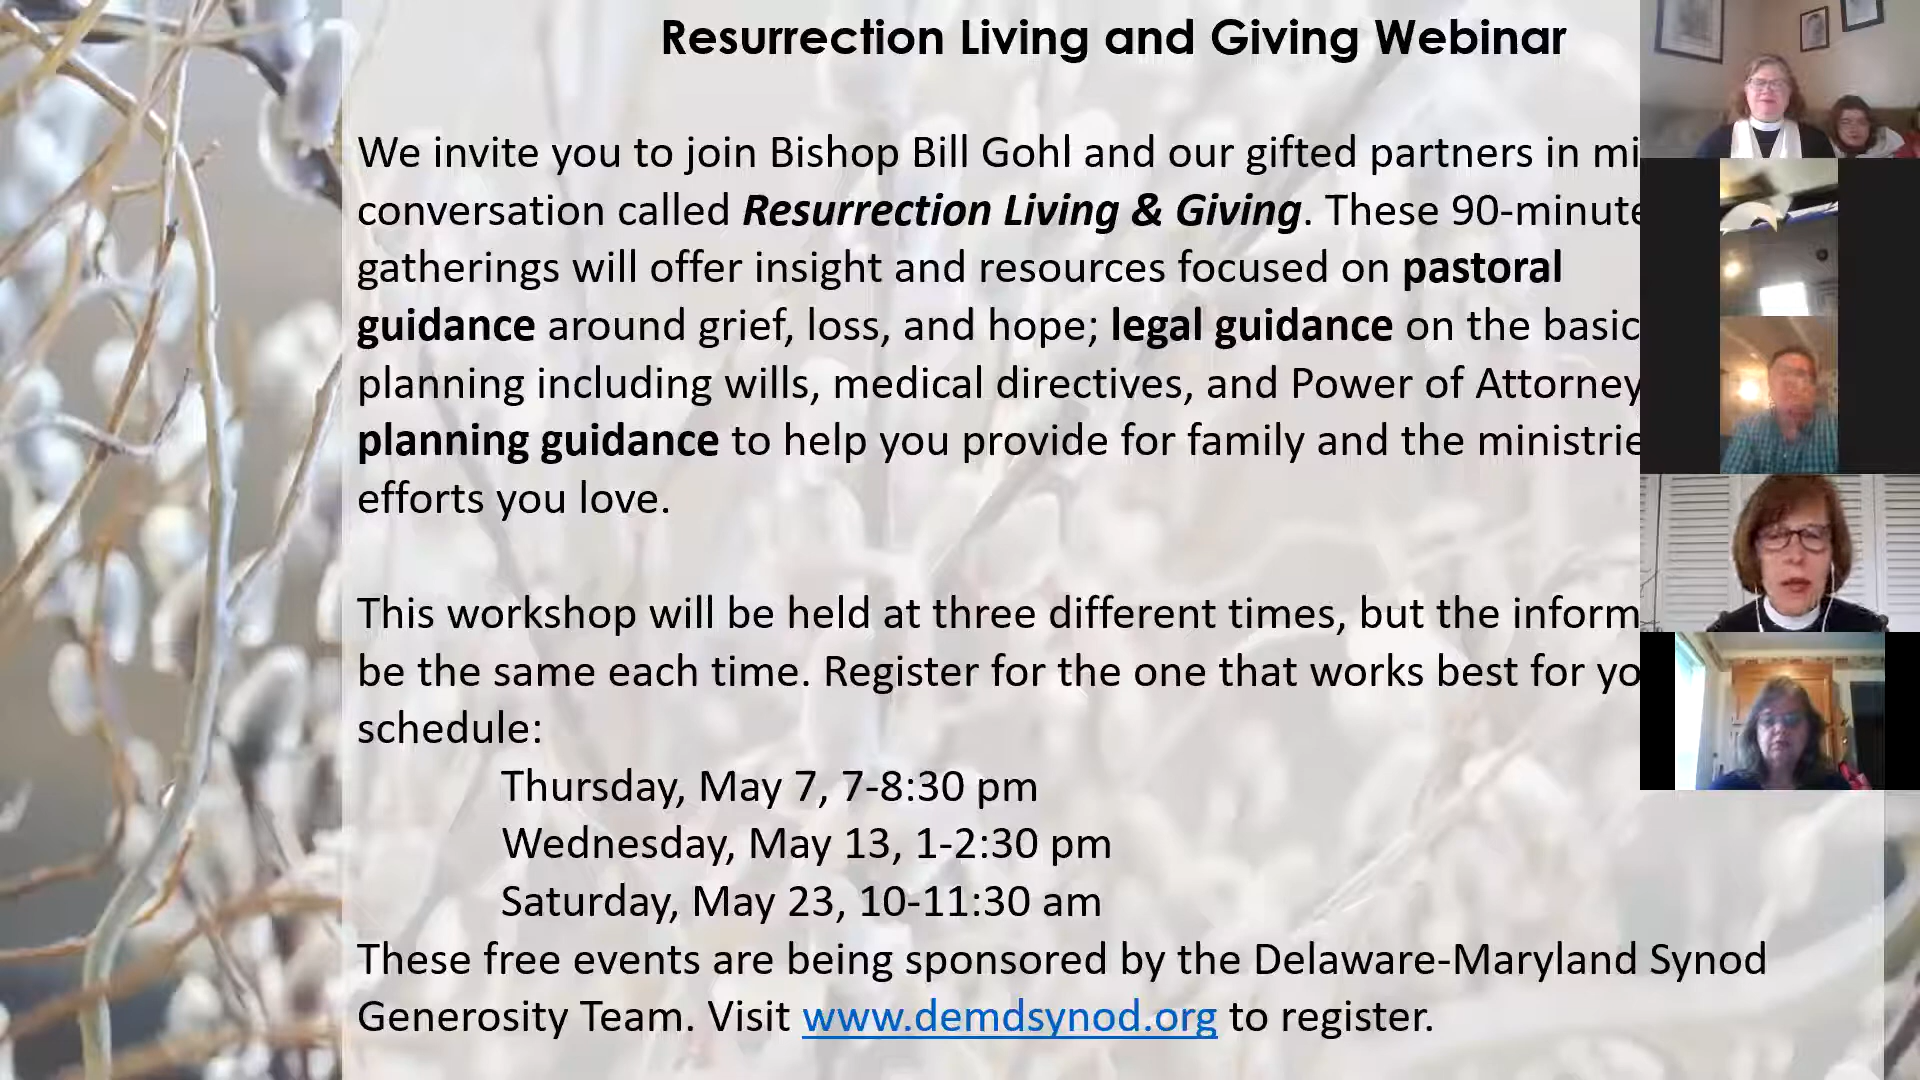 Resurrection Living and Giving Webinar
We invite you to join Bishop Bill Gohl and our gifted partners in
conversation called Resurrection Living & Giving. These 90-minute
gatherings will offer insight and resources focused on pastoral
guidance around grief, loss, and hope; legal guidance on the basic
planning including wills, medical directives, and Power of Attorney
planning guidance to help you provide for family and the
efforts you love.
This workshop will be held at three different times, but the
be the same each time. Register for the one that works best for
schedule:
Thursday, May 7, 7-8:30 pm
Wednesday, May 13, 1-2:30 pm
Saturday, May 23, 10-11:30 am
These free events are being sponsored by the Delaware-Maryland Synod
Generosity Team. Visit www.demdsynod.org to register.